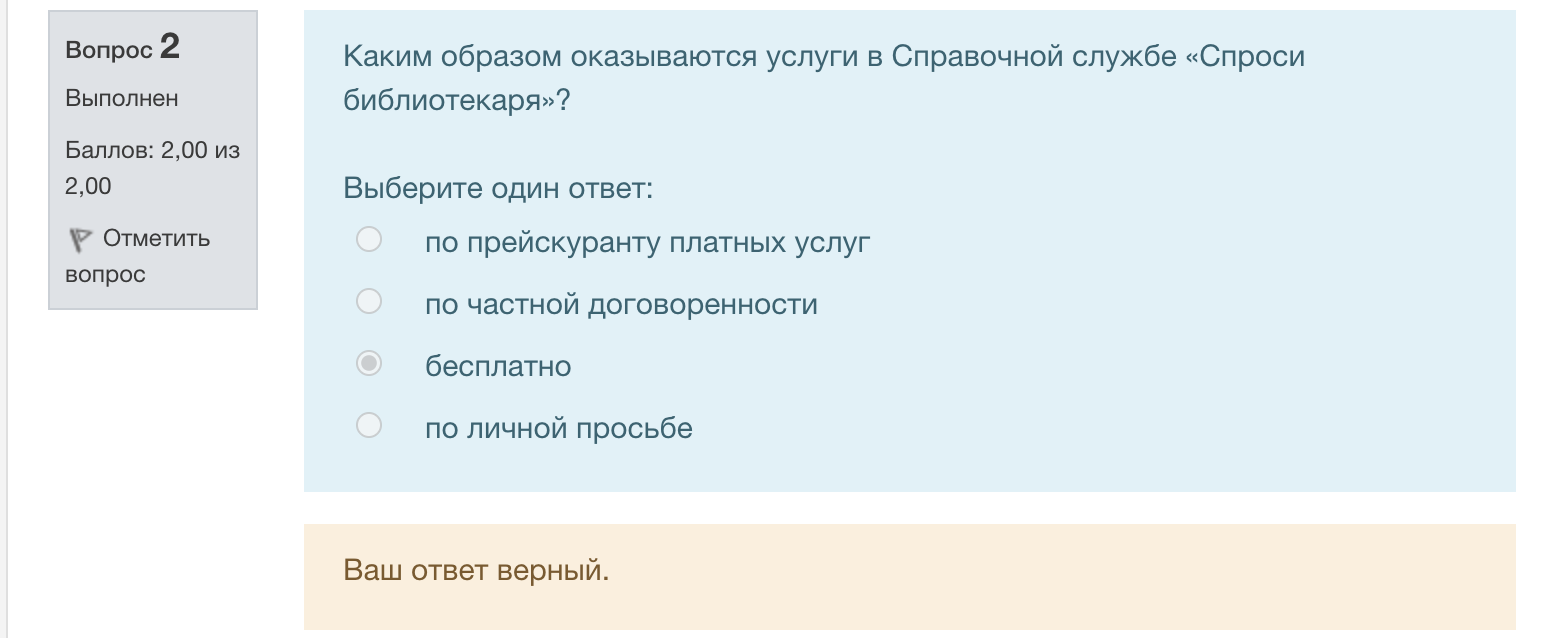 Вопрос 2
Выполнен
Баллов: 2,00 из
2,00
Отметить
вопрос
Каким образом оказываются услуги в Справочной службе «Спроси
библиотекаря»?
Выберите один ответ:
по прейскуранту платных услуг
по частной договоренности
бесплатно
по личной просьбе
Ваш ответ верный.